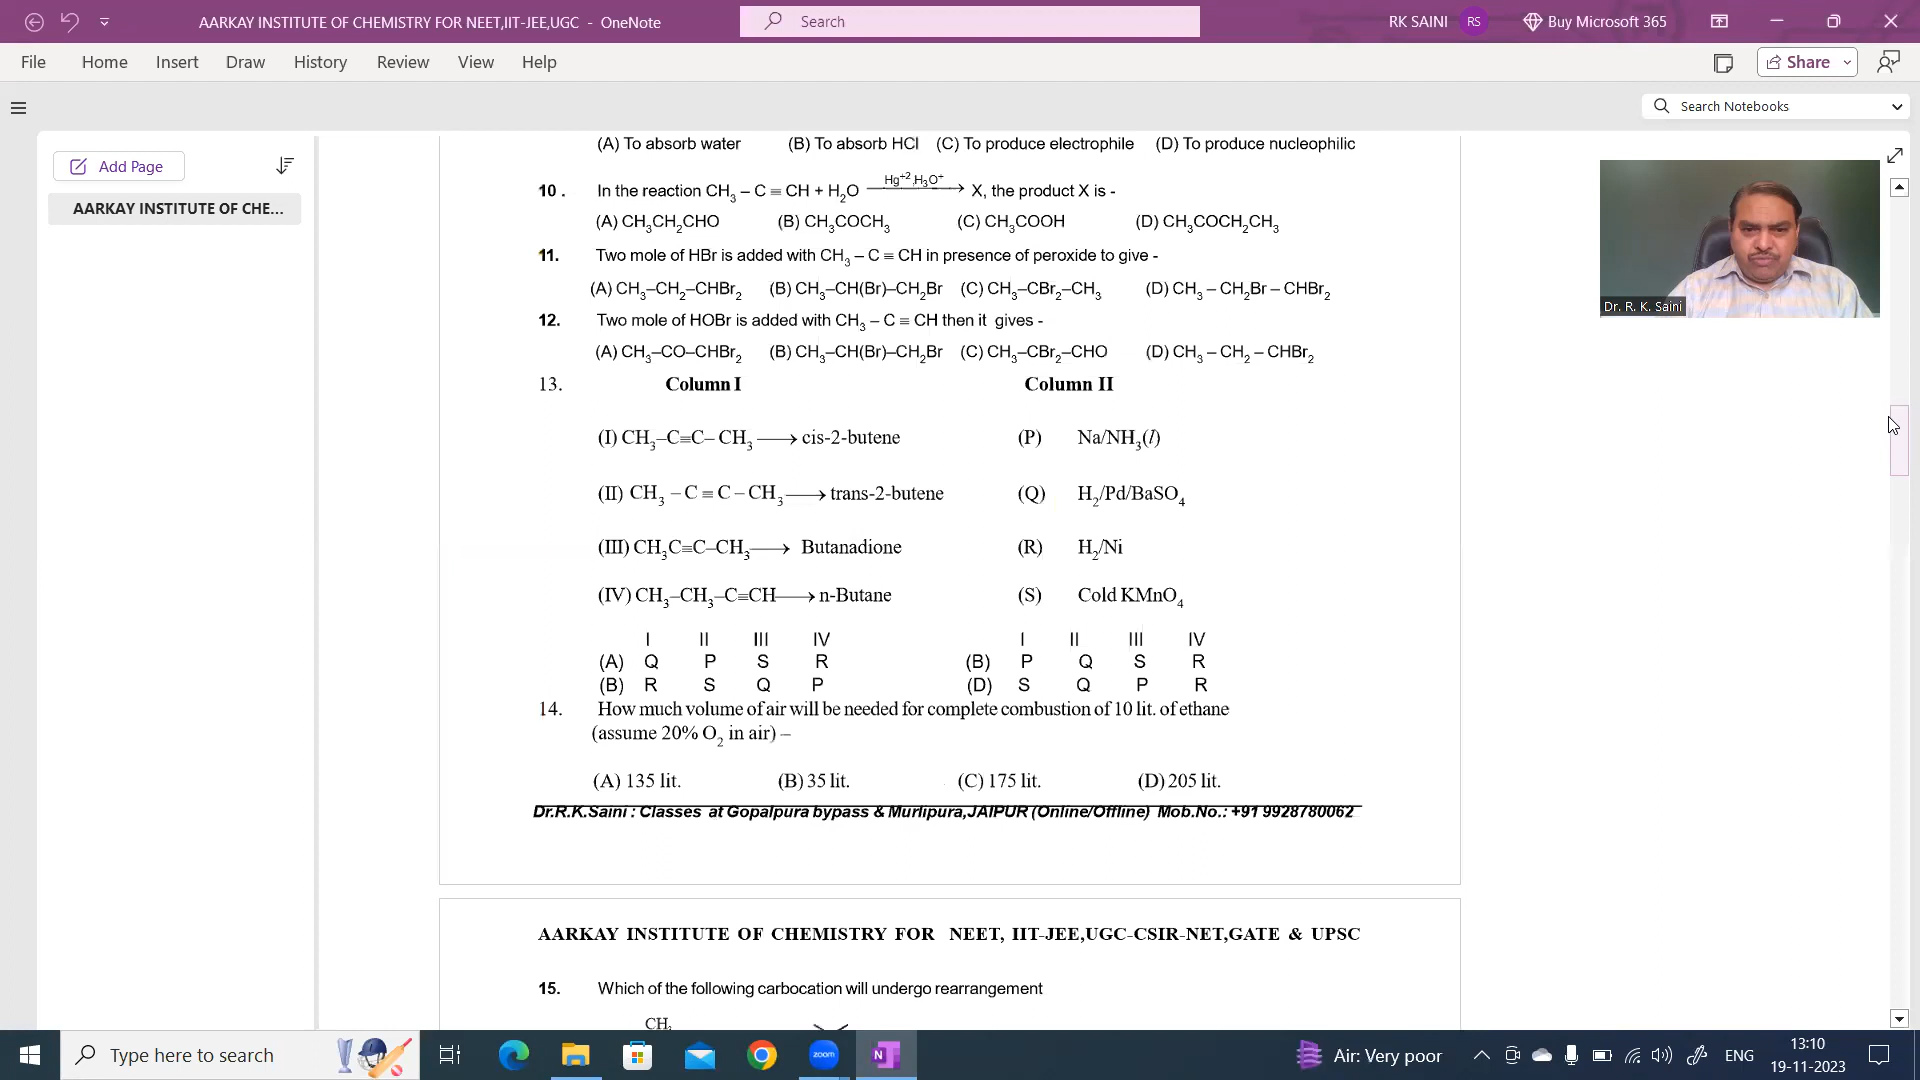 AARKAY INSTITUTE OF CHEMISTRY FOR NEET,IIT-JEE,UGC - OneNote
Search
RK SAINI
RS
Buy Microsoft 365
File Home Insert Draw History Review View Help
Share
Search Notebooks
Add Page
AARKAY INSTITUTE OF CHE...
(A) To absorb water (B) To absorb HCl (C) To produce electrophile (D) To produce nucleophilic
10 . In the reaction CH₃ – C ≡ CH + H₂O —Hg⁺²,H₃O⁺→ X, the product X is -
(A) CH₃CH₂CHO (B) CH₃COCH₃ (C) CH₃COOH (D) CH₃COCH₂CH₃
11. Two mole of HBr is added with CH₃ – C ≡ CH in presence of peroxide to give -
(A) CH₃–CH₂–CHBr₂ (B) CH₃–CH(Br)–CH₂Br (C) CH₃–CBr₂–CH₃ (D) CH₃ – CH₂Br – CHBr₂
12. Two mole of HOBr is added with CH₃ – C ≡ CH then it gives -
(A) CH₃–CO–CHBr₂ (B) CH₃–CH(Br)–CH₂Br (C) CH₃–CBr₂–CHO (D) CH₃ – CH₂ – CHBr₂
13. Column I Column II
(I) CH₃–C≡C– CH₃ ⟶ cis-2-butene (P) Na/NH₃(l)
(II) CH₃ – C ≡ C – CH₃ ⟶ trans-2-butene (Q) H₂/Pd/BaSO₄
(III) CH₃C≡C–CH₃ ⟶ Butanadione (R) H₂/Ni
(IV) CH₃–CH₃–C≡CH ⟶ n-Butane (S) Cold KMnO₄
I II III IV I II III IV
(A) Q P S R (B) P Q S R
(B) R S Q P (D) S Q P R
14. How much volume of air will be needed for complete combustion of 10 lit. of ethane
(assume 20% O₂ in air) –
(A) 135 lit. (B) 35 lit. (C) 175 lit. (D) 205 lit.
Dr.R.K.Saini : Classes at Gopalpura bypass & Murlipura,JAIPUR (Online/Offline) Mob.No.: +91 9928780062
AARKAY INSTITUTE OF CHEMISTRY FOR NEET, IIT-JEE,UGC-CSIR-NET,GATE & UPSC
15. Which of the following carbocation will undergo rearrangement
CH₃
Dr. R. K. Saini
Type here to search
zoom
N
Air: Very poor
ENG
13:10
19-11-2023